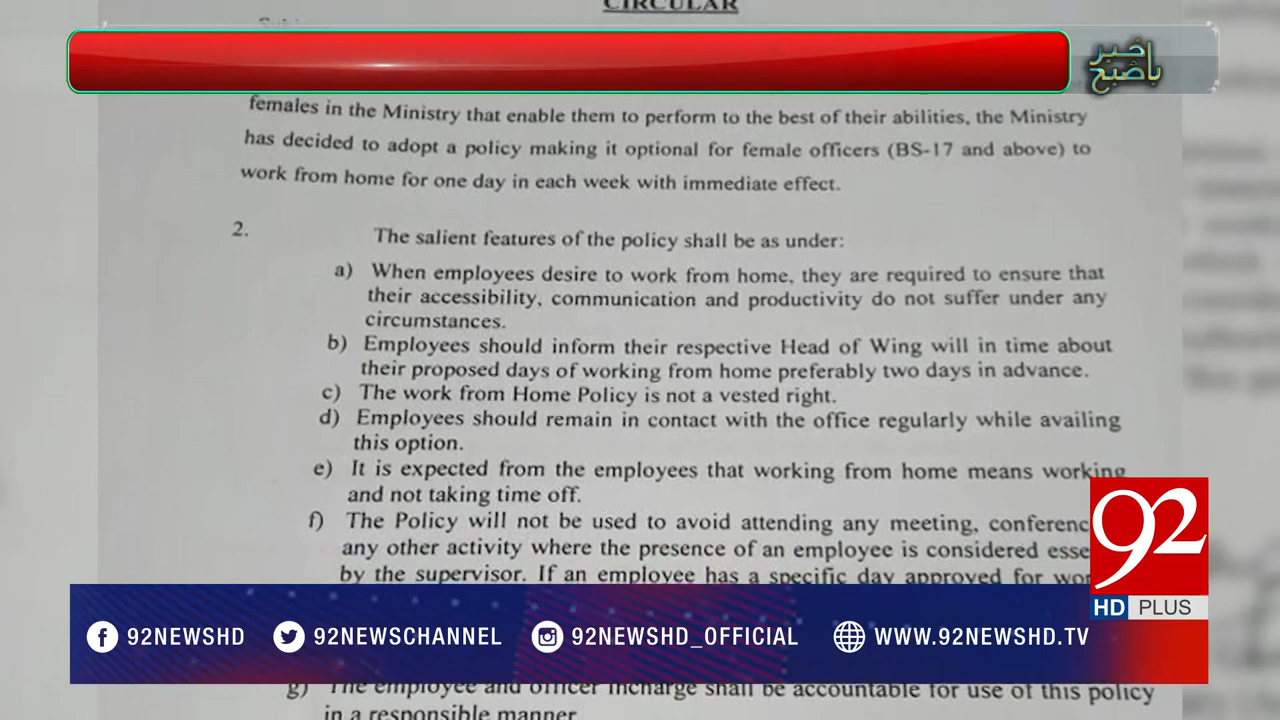 CIRCULAR
باخبر صبح
females in the Ministry that enable them to perform to the best of their abilities, the Ministry
has decided to adopt a policy making it optional for female officers (BS-17 and above) to
work from home for one day in each week with immediate effect.
2. The salient features of the policy shall be as under:
a) When employees desire to work from home, they are required to ensure that
their accessibility, communication and productivity do not suffer under any
circumstances.
b) Employees should inform their respective Head of Wing will in time about
their proposed days of working from home preferably two days in advance.
c) The work from Home Policy is not a vested right.
d) Employees should remain in contact with the office regularly while availing
this option.
e) It is expected from the employees that working from home means working
and not taking time off.
f) The Policy will not be used to avoid attending any meeting, conferenc
any other activity where the presence of an employee is considered esse
by the supervisor. If an employee has a specific day approved for wor
92
HD PLUS
92NEWSHD 92NEWSCHANNEL 92NEWSHD_OFFICIAL WWW.92NEWSHD.TV
g) The employee and officer incharge shall be accountable for use of this policy
in a responsible manner